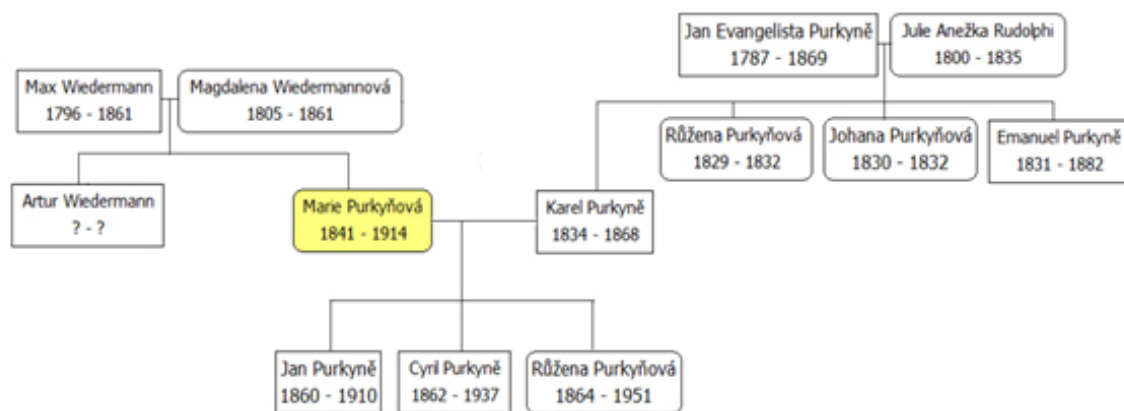 Jan Evangelista Purkyně
1787 - 1869
Julie Anežka Rudolphi
1800 - 1835
Max Wiedermann
1796 - 1861
Magdalena Wiedermannová
1805 - 1861
Růžena Purkyňová
1829 - 1832
Johana Purkyňová
1830 - 1832
Emanuel Purkyně
1831 - 1882
Artur Wiedermann
? - ?
Marie Purkyňová
1841 - 1914
Karel Purkyně
1834 - 1868
Jan Purkyně
1860 - 1910
Cyril Purkyně
1862 - 1937
Růžena Purkyňová
1864 - 1951